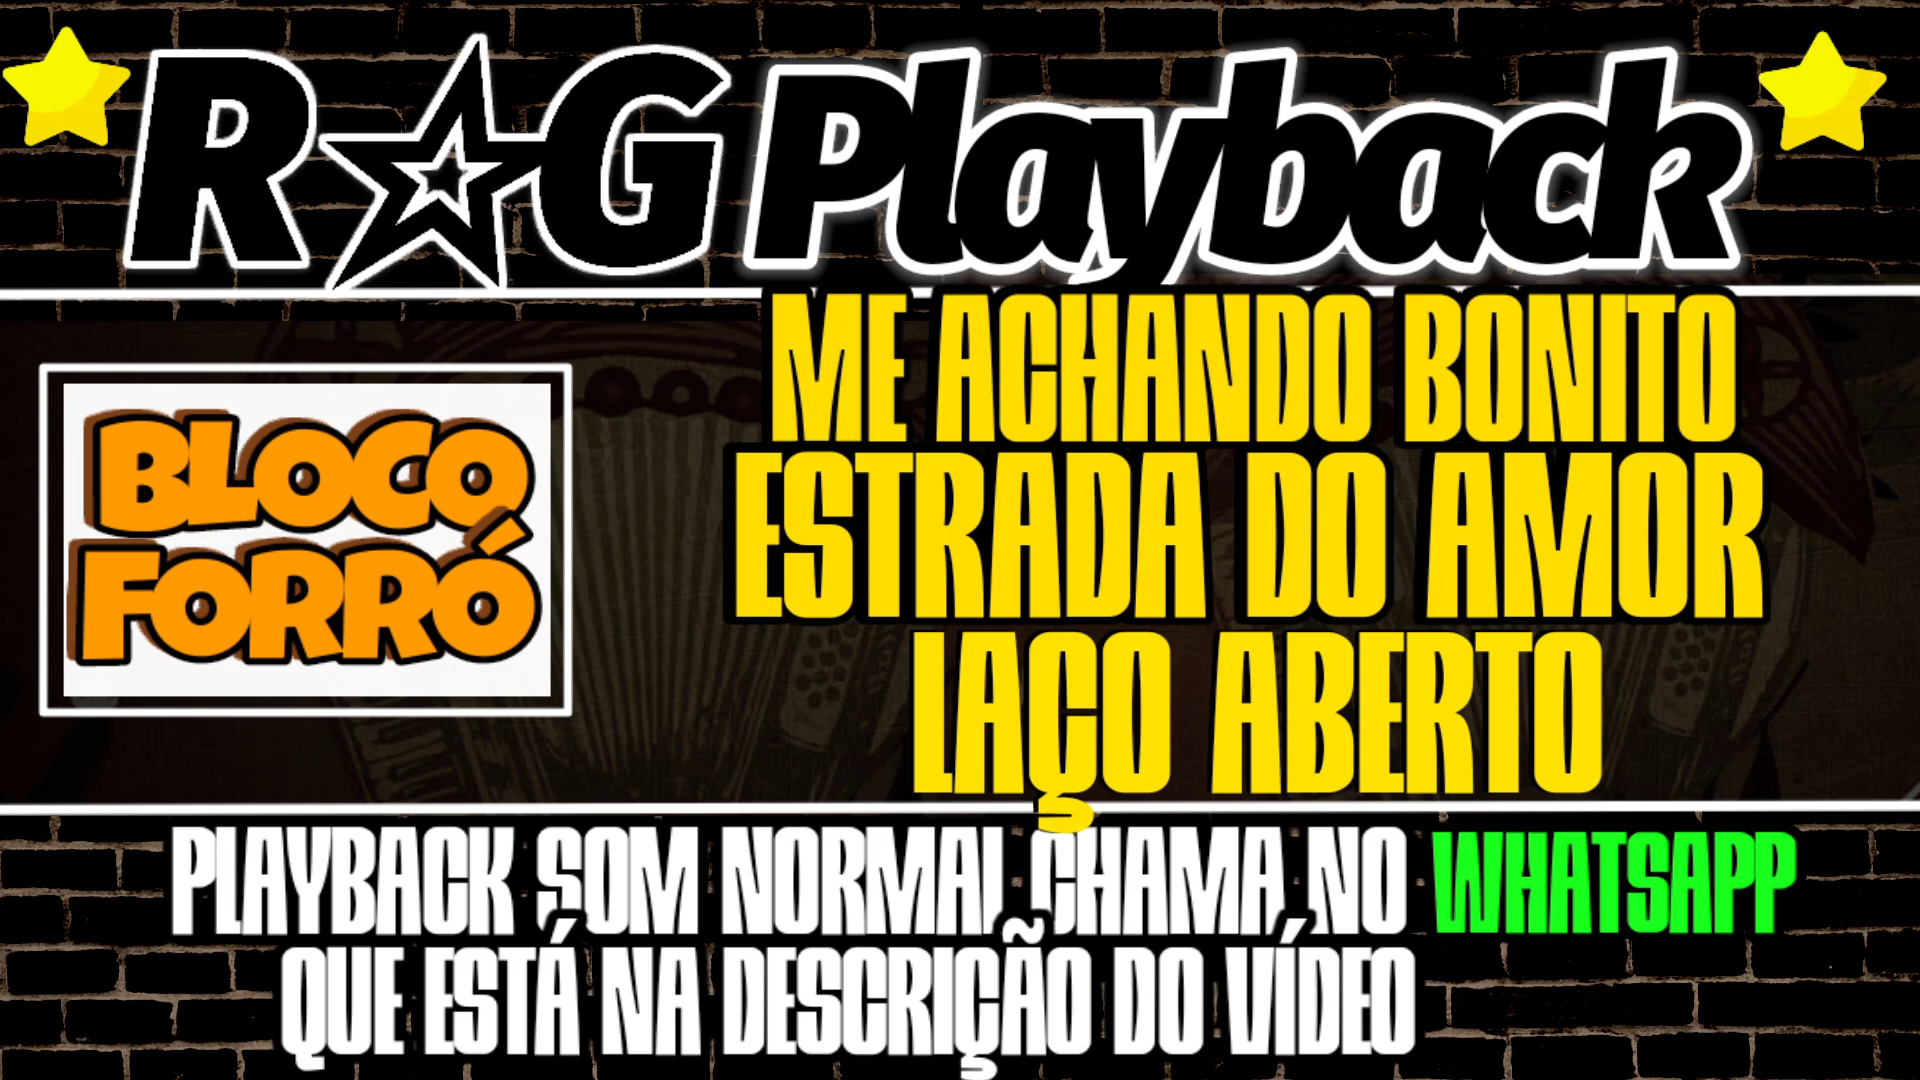 R☆G Playback
BLOCO
FORRÓ
ME ACHANDO BONITO
ESTRADA DO AMOR
LAÇO ABERTO
PLAYBACK SOM NORMAL CHAMA NO WHATSAPP
QUE ESTÁ NA DESCRIÇÃO DO VÍDEO